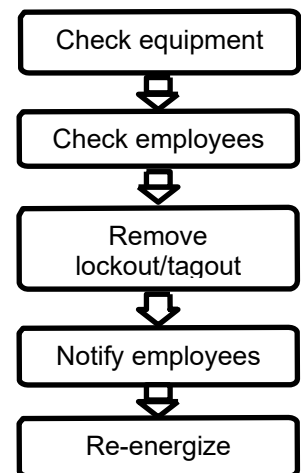 Check equipment
Check employees
Remove
lockout/tagout
Notify employees
Re-energize